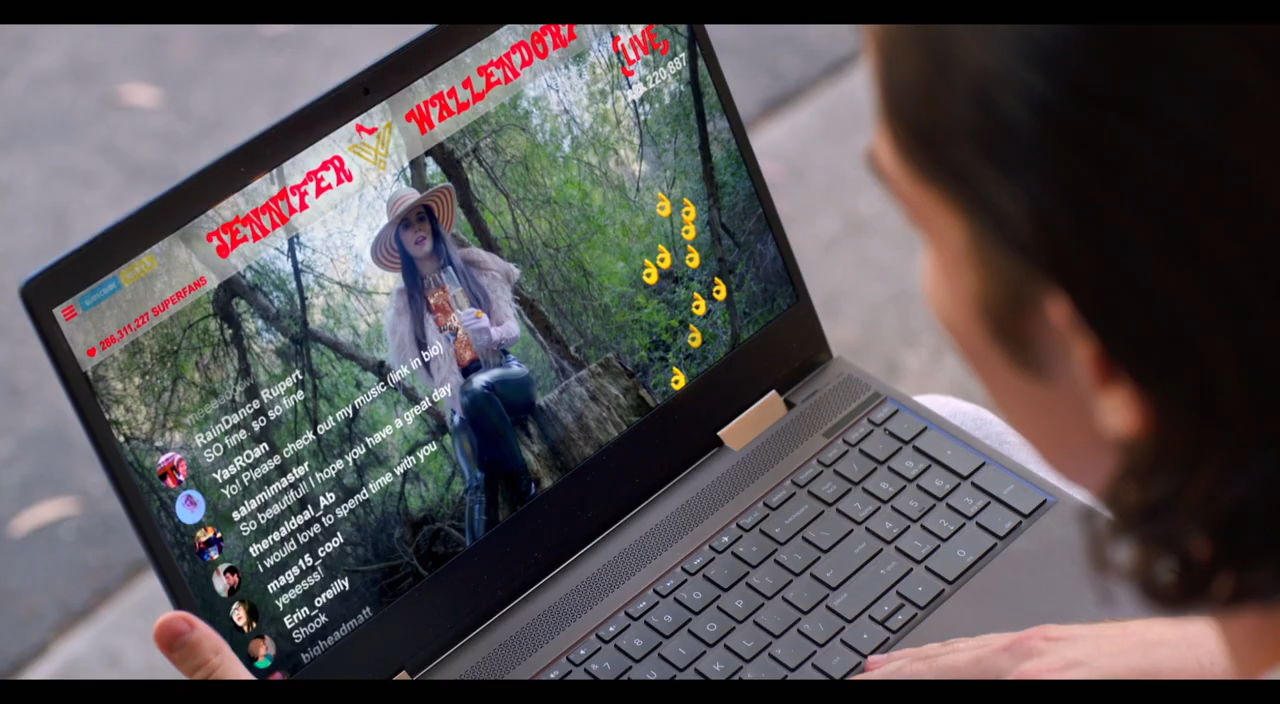 JENNIFER WALLENDORF
LIVE
SUBSCRIBE
286,311,227 SUPERFANS
RainDance Rupert
SO fine. so so fine
YasROan
Yo! Please check out my music (link in bio)
salamimaster
So beautiful! I hope you have a great day
therealdeal_Ab
i would love to spend time with you
mags15_cool
yeeesss!
Erin_oreilly
Shook
bigheadmatt